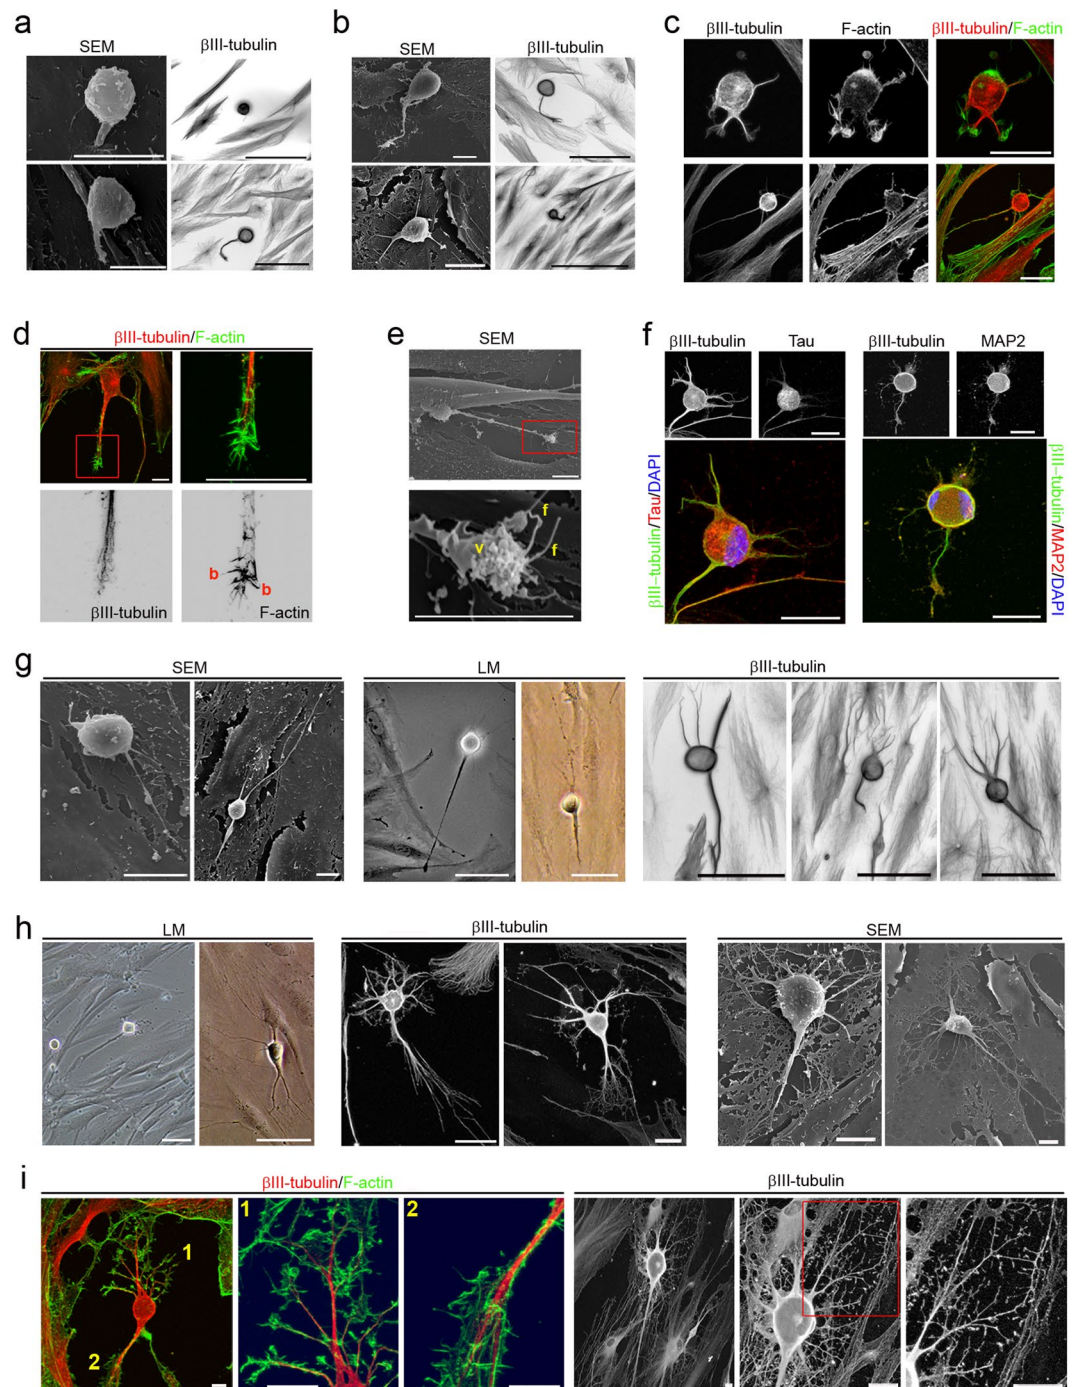 a
SEM
βIII-tubulin
b
SEM
βIII-tubulin
c
βIII-tubulin
F-actin
βIII-tubulin/F-actin
d
βIII-tubulin/F-actin
b
b
βIII-tubulin
F-actin
e
SEM
f
f
v
f
βIII-tubulin
Tau
βIII-tubulin
MAP2
βIII–tubulin/Tau/DAPI
βIII–tubulin/MAP2/DAPI
g
SEM
LM
βIII-tubulin
h
LM
βIII-tubulin
SEM
i
βIII-tubulin/F-actin
βIII-tubulin
1
2
1
2